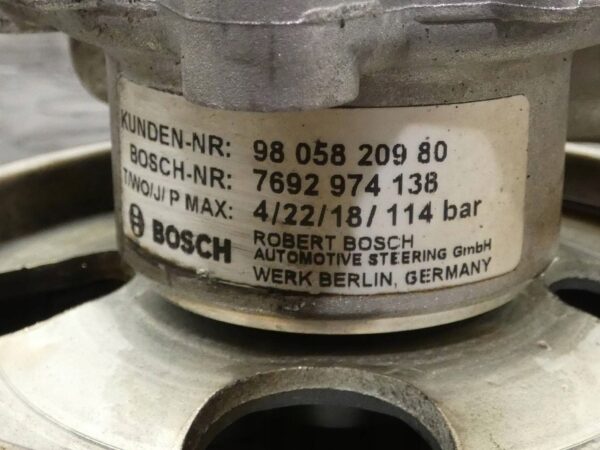 KUNDEN-NR: 98 058 209 80
BOSCH-NR: 7692 974 138
T/WO/J/ P MAX: 4/22/18/ 114 bar
BOSCH
ROBERT BOSCH
AUTOMOTIVE STEERING GmbH
WERK BERLIN, GERMANY